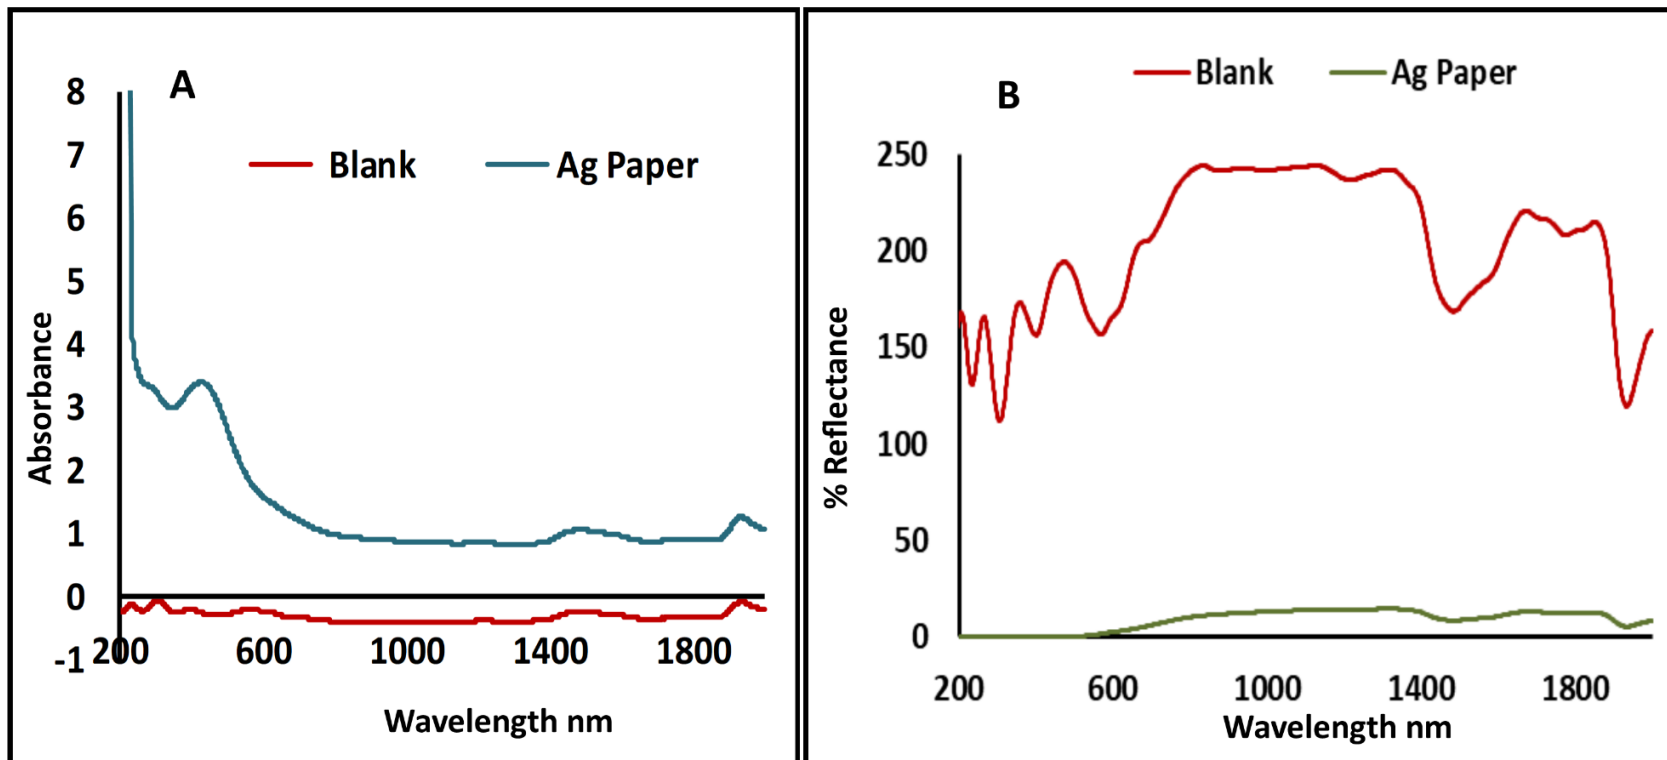 A
8
7
6
5
4
3
2
1
0
-1
Absorbance
Blank
Ag Paper
200 600 1000 1400 1800
Wavelength nm
B
Blank
Ag Paper
250
200
150
100
50
0
% Reflectance
200 600 1000 1400 1800
Wavelength nm